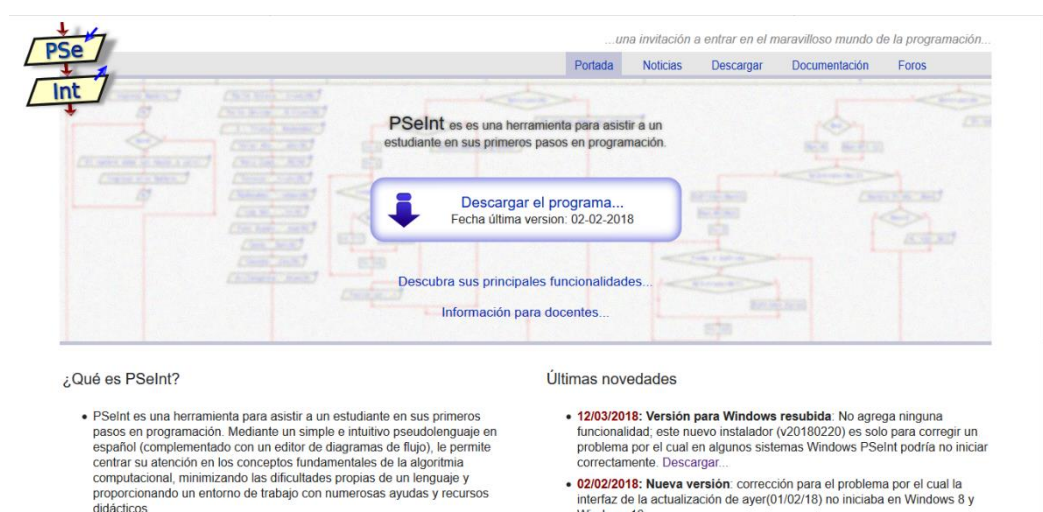 PSe
Int
...una invitación a entrar en el maravilloso mundo de la programación...
Portada Noticias Descargar Documentación Foros
PSeInt es es una herramienta para asistir a un
estudiante en sus primeros pasos en programación.
Descargar el programa...
Fecha última version: 02-02-2018
Descubra sus principales funcionalidades...
Información para docentes...
¿Qué es PSeInt?
• PSeInt es una herramienta para asistir a un estudiante en sus primeros
pasos en programación. Mediante un simple e intuitivo pseudolenguaje en
español (complementado con un editor de diagramas de flujo), le permite
centrar su atención en los conceptos fundamentales de la algoritmia
computacional, minimizando las dificultades propias de un lenguaje y
proporcionando un entorno de trabajo con numerosas ayudas y recursos
didácticos
Últimas novedades
• 12/03/2018: Versión para Windows resubida: No agrega ninguna
funcionalidad; este nuevo instalador (v20180220) es solo para corregir un
problema por el cual en algunos sistemas Windows PSeInt podría no iniciar
correctamente. Descargar...
• 02/02/2018: Nueva versión: corrección para el problema por el cual la
interfaz de la actualización de ayer(01/02/18) no iniciaba en Windows 8 y